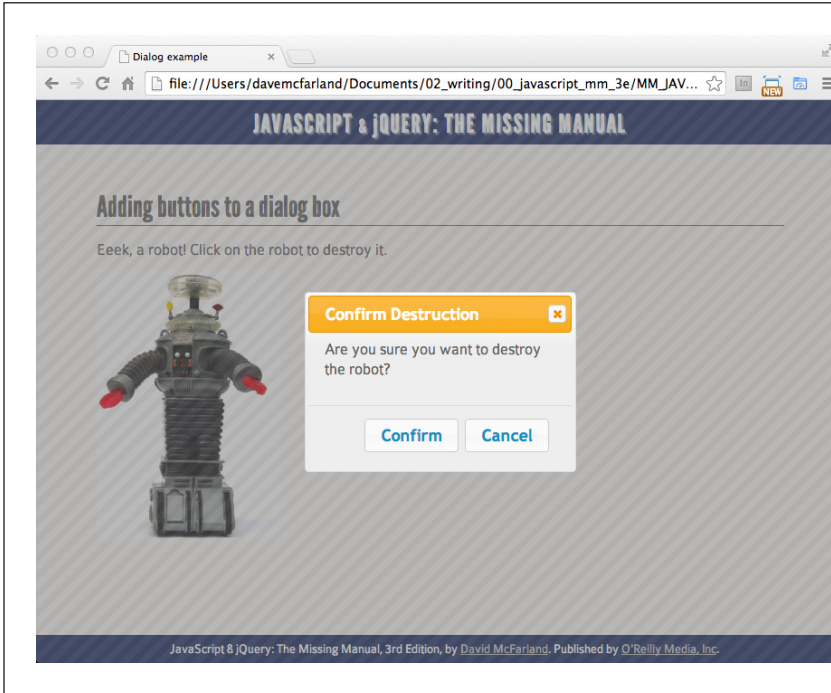 Dialog example
file:///Users/davemcfarland/Documents/02_writing/00_javascript_mm_3e/MM_JAV...
In
NEW
JAVASCRIPT & jQUERY: THE MISSING MANUAL
Adding buttons to a dialog box
Eeek, a robot! Click on the robot to destroy it.
Confirm Destruction
Are you sure you want to destroy
the robot?
Confirm
Cancel
JavaScript & jQuery: The Missing Manual, 3rd Edition, by David McFarland. Published by O'Reilly Media, Inc.